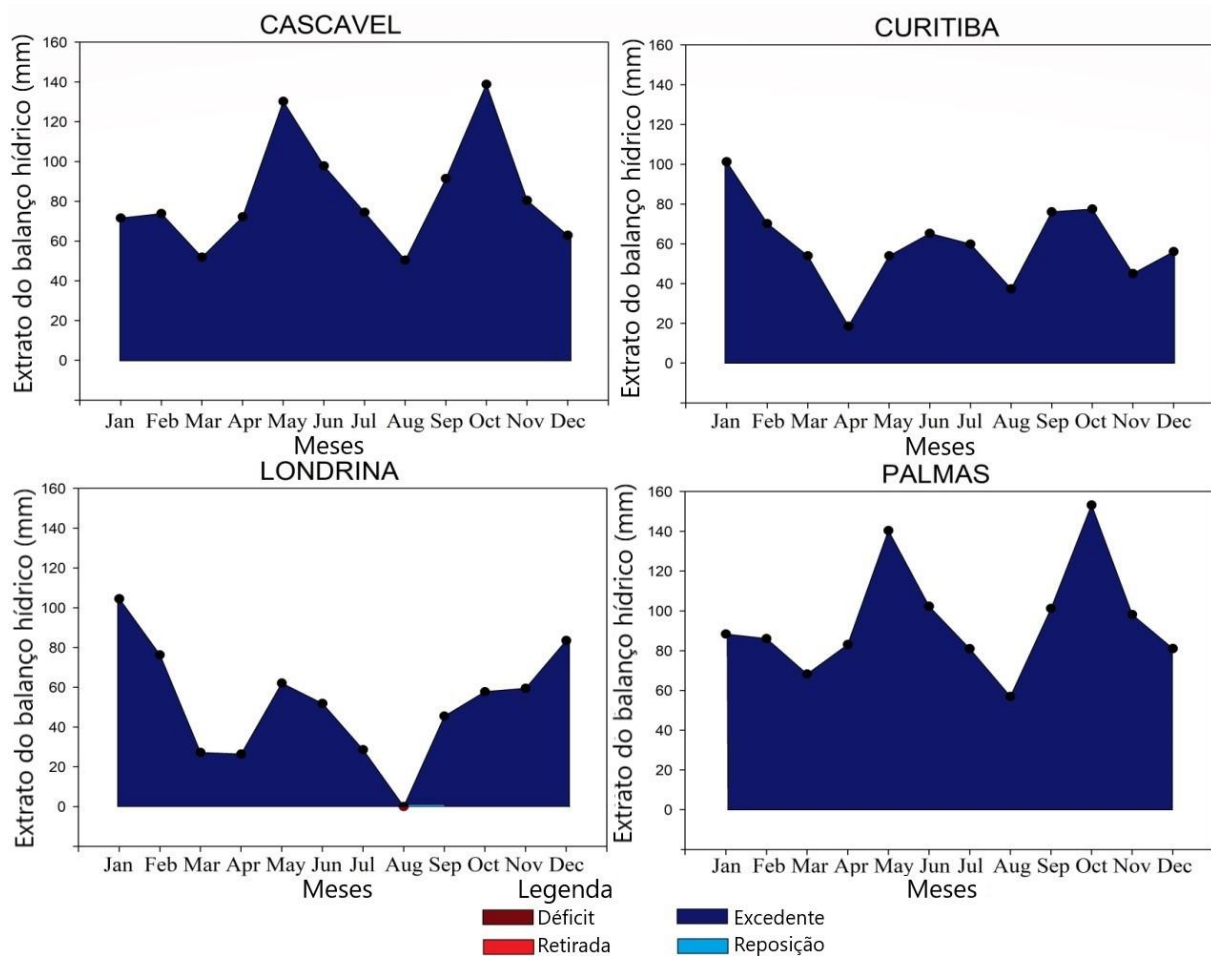 CASCAVEL
Extrato do balanço hídrico (mm)
160
140
120
100
80
60
40
20
0
Jan Feb Mar Apr May Jun Jul Aug Sep Oct Nov Dec
Meses
CURITIBA
Extrato do balanço hídrico (mm)
160
140
120
100
80
60
40
20
0
Jan Feb Mar Apr May Jun Jul Aug Sep Oct Nov Dec
Meses
LONDRINA
Extrato do balanço hídrico (mm)
160
140
120
100
80
60
40
20
0
Jan Feb Mar Apr May Jun Jul Aug Sep Oct Nov Dec
Meses
PALMAS
Extrato do balanço hídrico (mm)
160
140
120
100
80
60
40
20
0
Jan Feb Mar Apr May Jun Jul Aug Sep Oct Nov Dec
Meses
Legenda
Déficit
Excedente
Retirada
Reposição